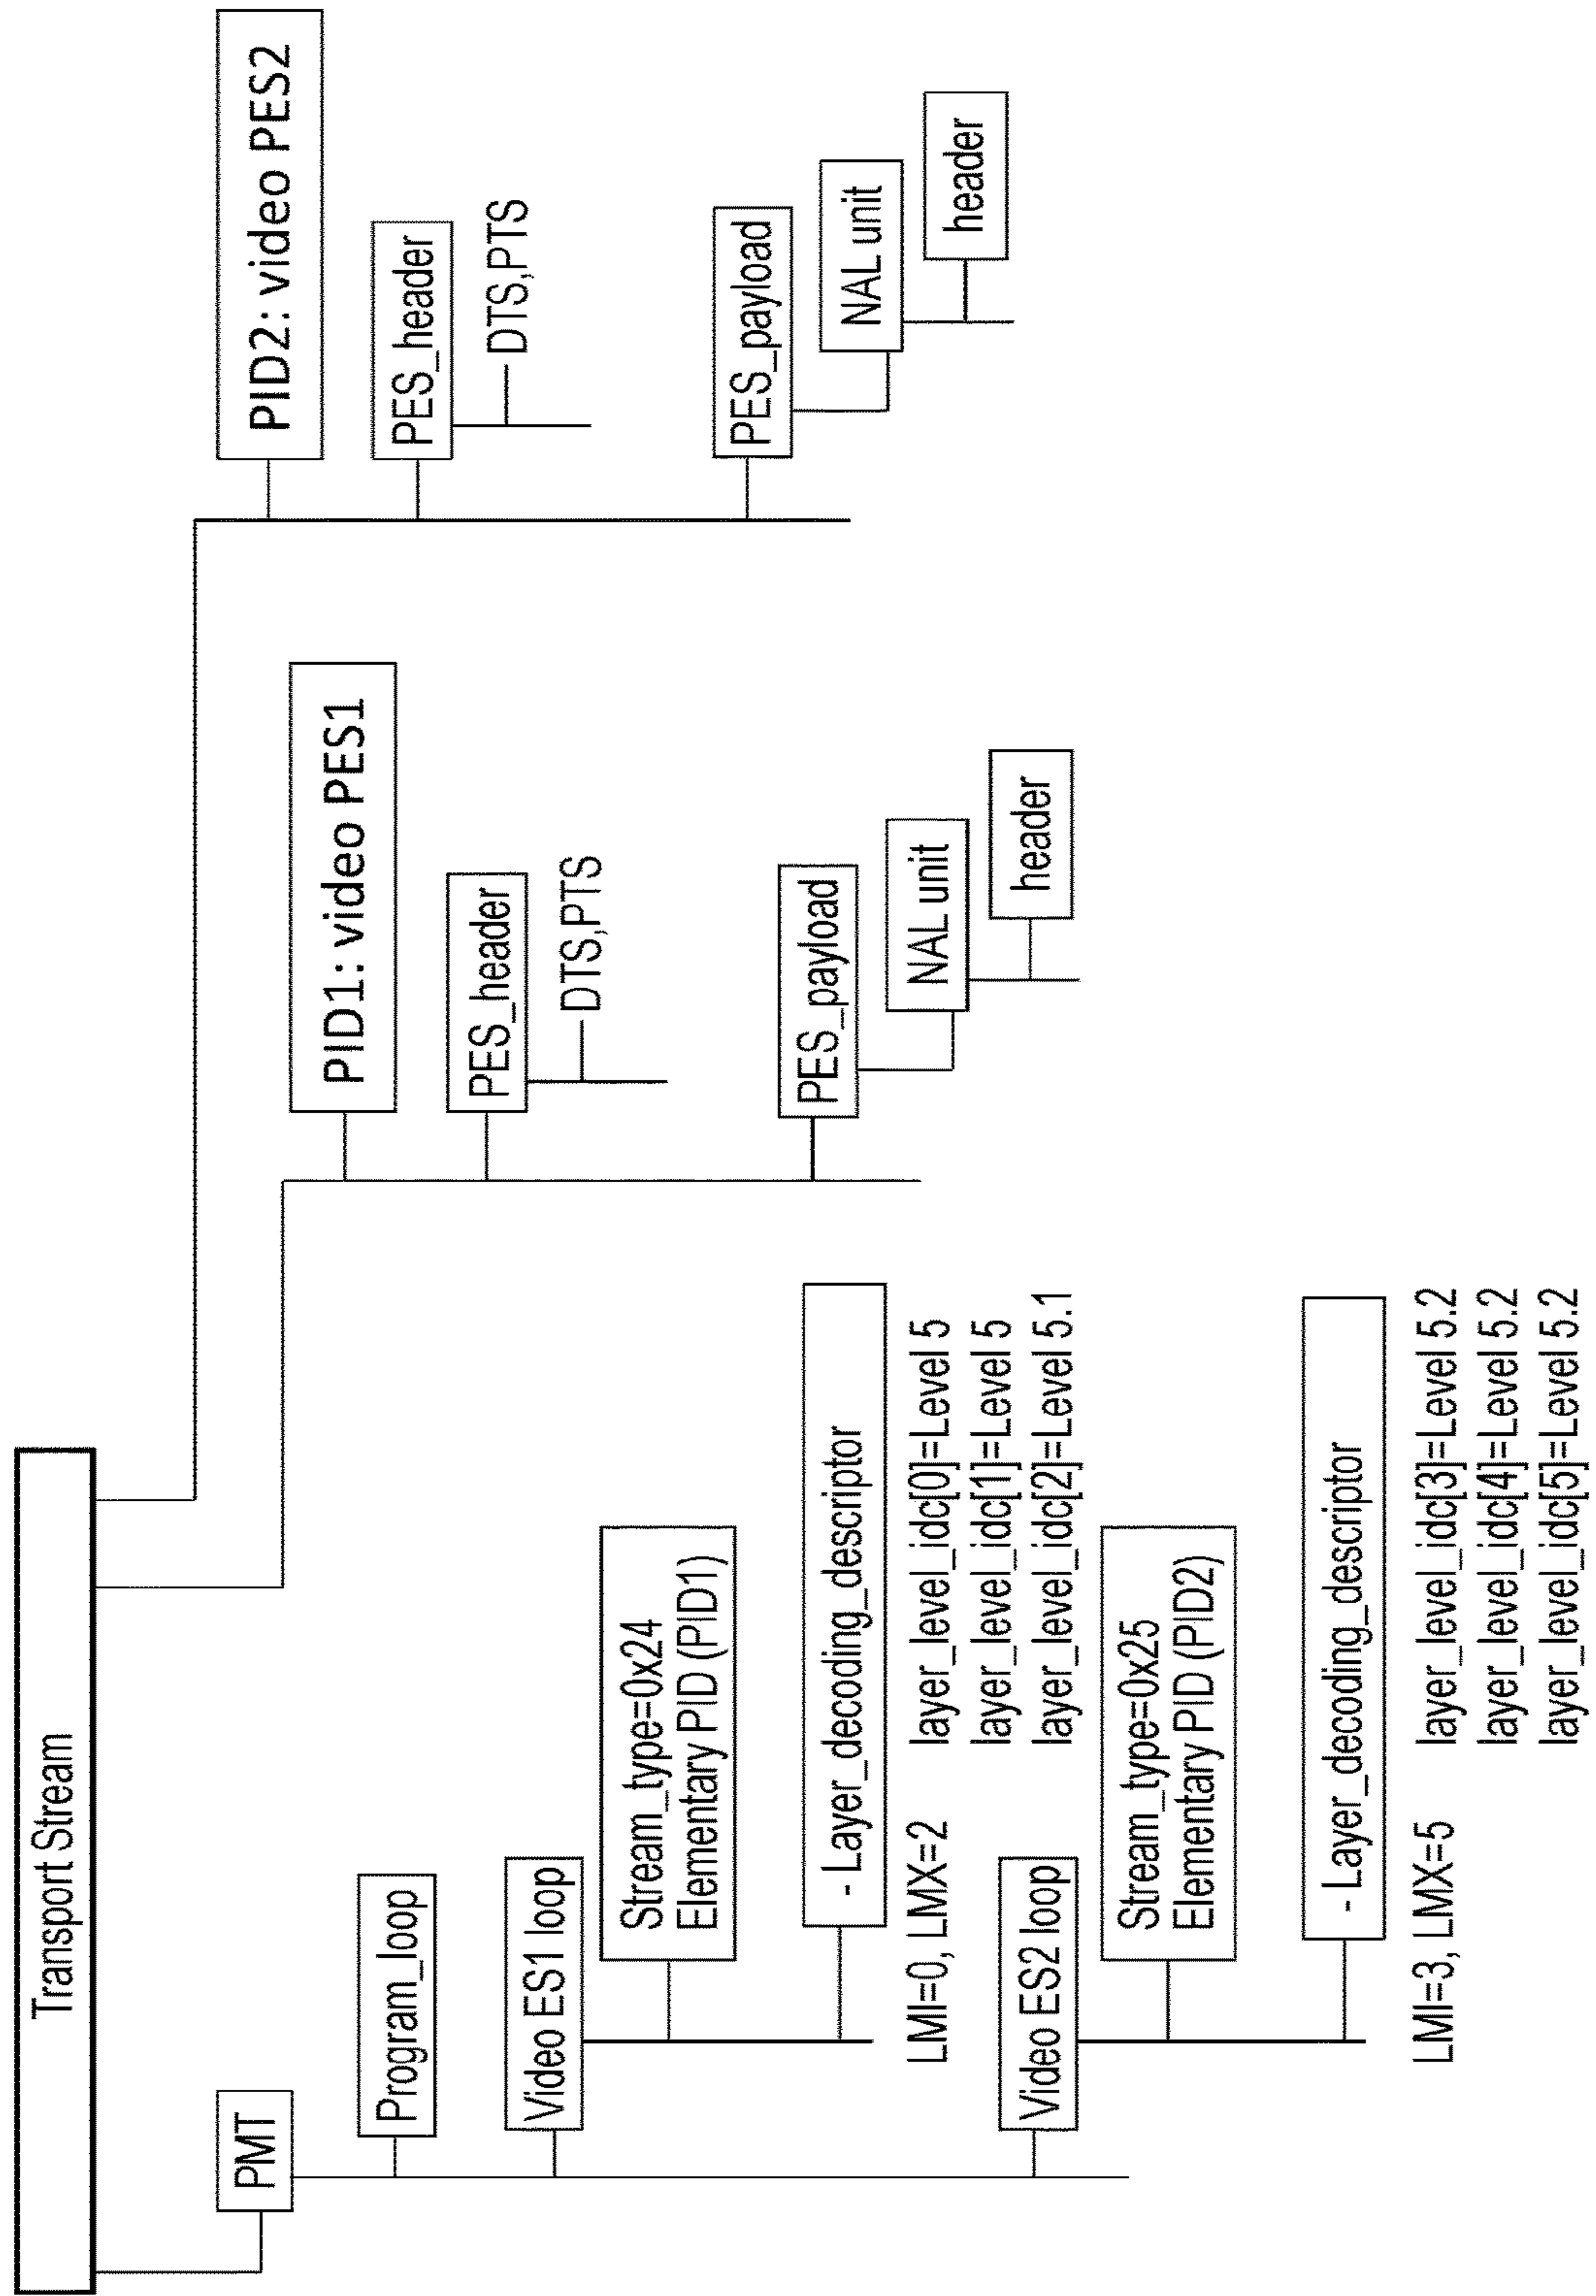 Transport Stream
PMT
Program_loop
Video ES1 loop
Stream_type=0x24
Elementary PID (PID1)
- Layer_decoding_descriptor
LMI=0, LMX=2
layer_level_idc[0]=Level 5
layer_level_idc[1]=Level 5
layer_level_idc[2]=Level 5.1
Video ES2 loop
Stream_type=0x25
Elementary PID (PID2)
- Layer_decoding_descriptor
LMI=3, LMX=5
layer_level_idc[3]=Level 5.2
layer_level_idc[4]=Level 5.2
layer_level_idc[5]=Level 5.2
PID1: video PES1
PES_header
DTS,PTS
PES_payload
NAL unit
header
PID2: video PES2
PES_header
DTS,PTS
PES_payload
NAL unit
header